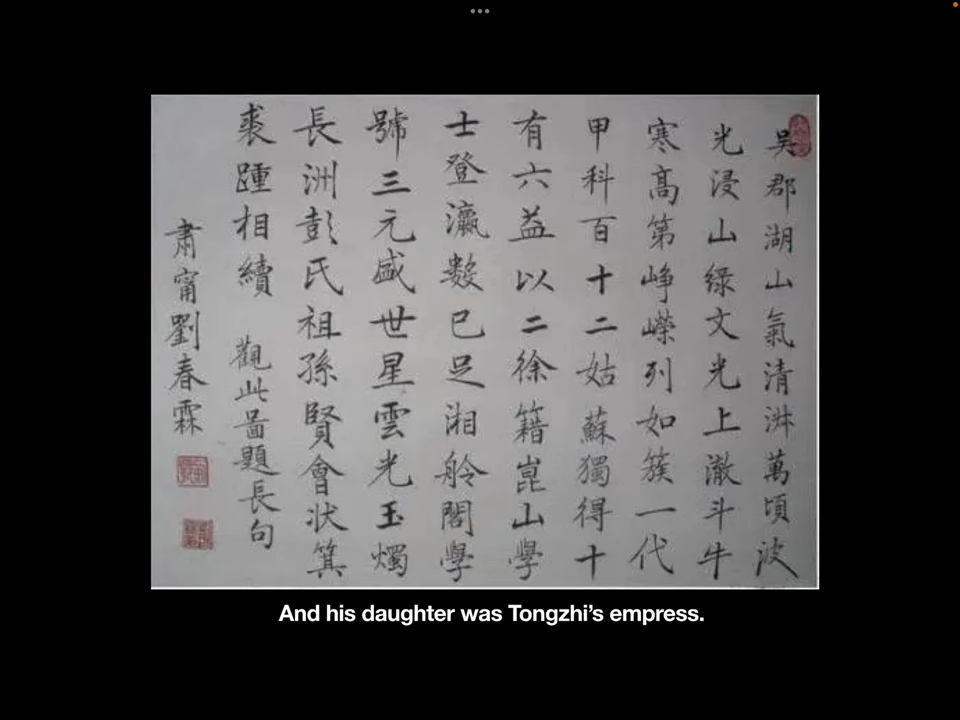 吳郡湖山氣清淑萬頃波
光浸山綠文光上澈斗牛
寒高第崢嶸列如簇一代
甲科百十二姑蘇獨得十
有六益以二徐籍崑山學
士登瀛數已足湘舲閣學
號三元盛世星雲光玉燭
長洲彭氏祖孫賢會狀箕
裘踵相續 觀此啚題長句
肅甯劉春霖
And his daughter was Tongzhi’s empress.